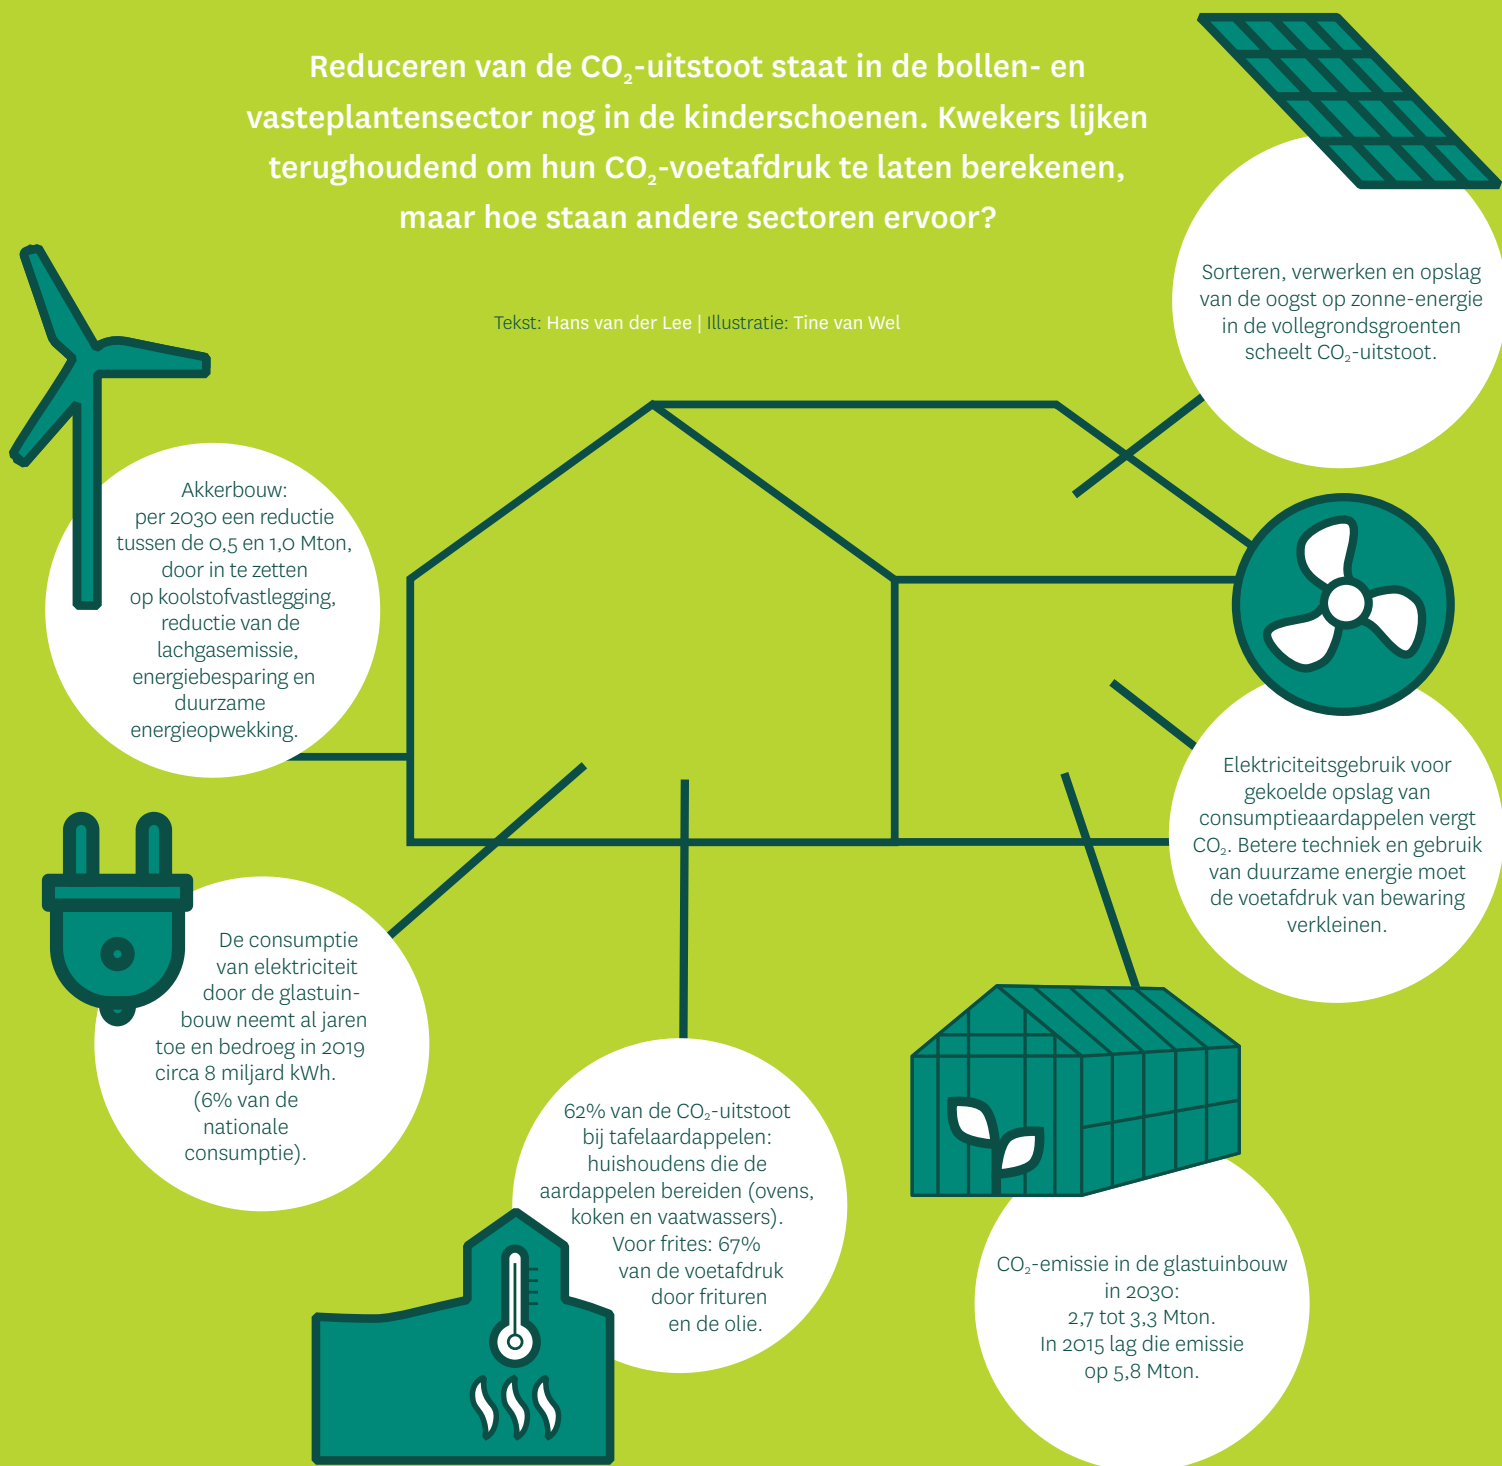 Reduceren van de CO₂-uitstoot staat in de bollen- en
vasteplantensector nog in de kinderschoenen. Kwekers lijken
terughoudend om hun CO₂-voetafdruk te laten berekenen,
maar hoe staan andere sectoren ervoor?
Tekst: Hans van der Lee | Illustratie: Tine van Wel
Sorteren, verwerken en opslag
van de oogst op zonne-energie
in de vollegrondsgroenten
scheelt CO₂-uitstoot.
Akkerbouw:
per 2030 een reductie
tussen de 0,5 en 1,0 Mton,
door in te zetten
op koolstofvastlegging,
reductie van de
lachgasemissie,
energiebesparing en
duurzame
energieopwekking.
Elektriciteitsgebruik voor
gekoelde opslag van
consumptieaardappelen vergt
CO₂. Betere techniek en gebruik
van duurzame energie moet
de voetafdruk van bewaring
verkleinen.
De consumptie
van elektriciteit
door de glastuin-
bouw neemt al jaren
toe en bedroeg in 2019
circa 8 miljard kWh.
(6% van de
nationale
consumptie).
62% van de CO₂-uitstoot
bij tafelaardappelen:
huishoudens die de
aardappelen bereiden (ovens,
koken en vaatwassers).
Voor frites: 67%
van de voetafdruk
door frituren
en de olie.
CO₂-emissie in de glastuinbouw
in 2030:
2,7 tot 3,3 Mton.
In 2015 lag die emissie
op 5,8 Mton.